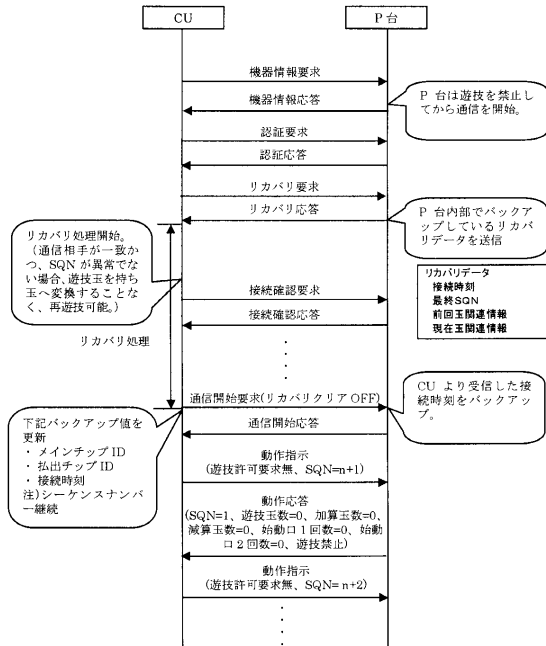 CU
P 台
機器情報要求
P 台は遊技を禁止し
てから通信を開始。
機器情報応答
認証要求
認証応答
リカバリ要求
リカバリ応答
P 台内部でバックア
ップしているリカバ
リデータを送信
リカバリ処理開始。
(通信相手が一致か
つ、SQN が異常でな
い場合、遊技玉を持ち
玉へ変換することな
く、再遊技可能。)
リカバリデータ
接続時刻
最終SQN
前回玉関連情報
現在玉関連情報
接続確認要求
接続確認応答
リカバリ処理
通信開始要求(リカバリクリア OFF)
CU より受信した接
続時刻をバックアッ
プ。
下記バックアップ値を
更新
・ メインチップ ID
・ 払出チップ ID
・ 接続時刻
注)シーケンスナンバ
ー継続
通信開始応答
動作指示
(遊技許可要求無、SQN=n+1)
動作応答
(SQN=1、遊技玉数=0、加算玉数=0、
減算玉数=0、始動口 1 回数=0、始動
口 2 回数=0、遊技禁止)
動作指示
(遊技許可要求無、SQN= n+2)